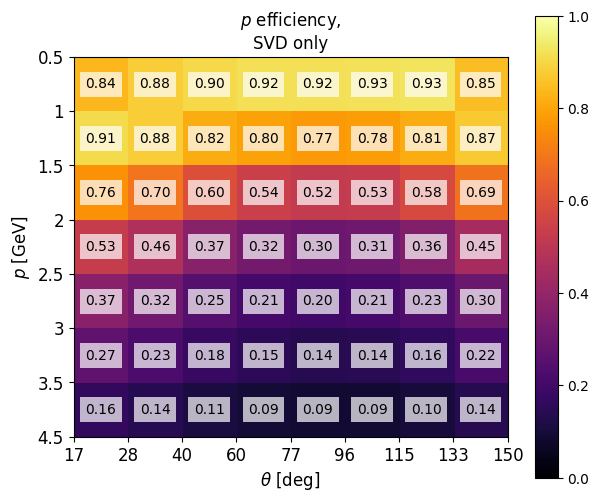 p efficiency,
SVD only
0.5
1
1.5
2
2.5
3
3.5
4.5
p [GeV]
0.84 0.88 0.90 0.92 0.92 0.93 0.93 0.85
0.91 0.88 0.82 0.80 0.77 0.78 0.81 0.87
0.76 0.70 0.60 0.54 0.52 0.53 0.58 0.69
0.53 0.46 0.37 0.32 0.30 0.31 0.36 0.45
0.37 0.32 0.25 0.21 0.20 0.21 0.23 0.30
0.27 0.23 0.18 0.15 0.14 0.14 0.16 0.22
0.16 0.14 0.11 0.09 0.09 0.09 0.10 0.14
17 28 40 60 77 96 115 133 150
θ [deg]
1.0
0.8
0.6
0.4
0.2
0.0